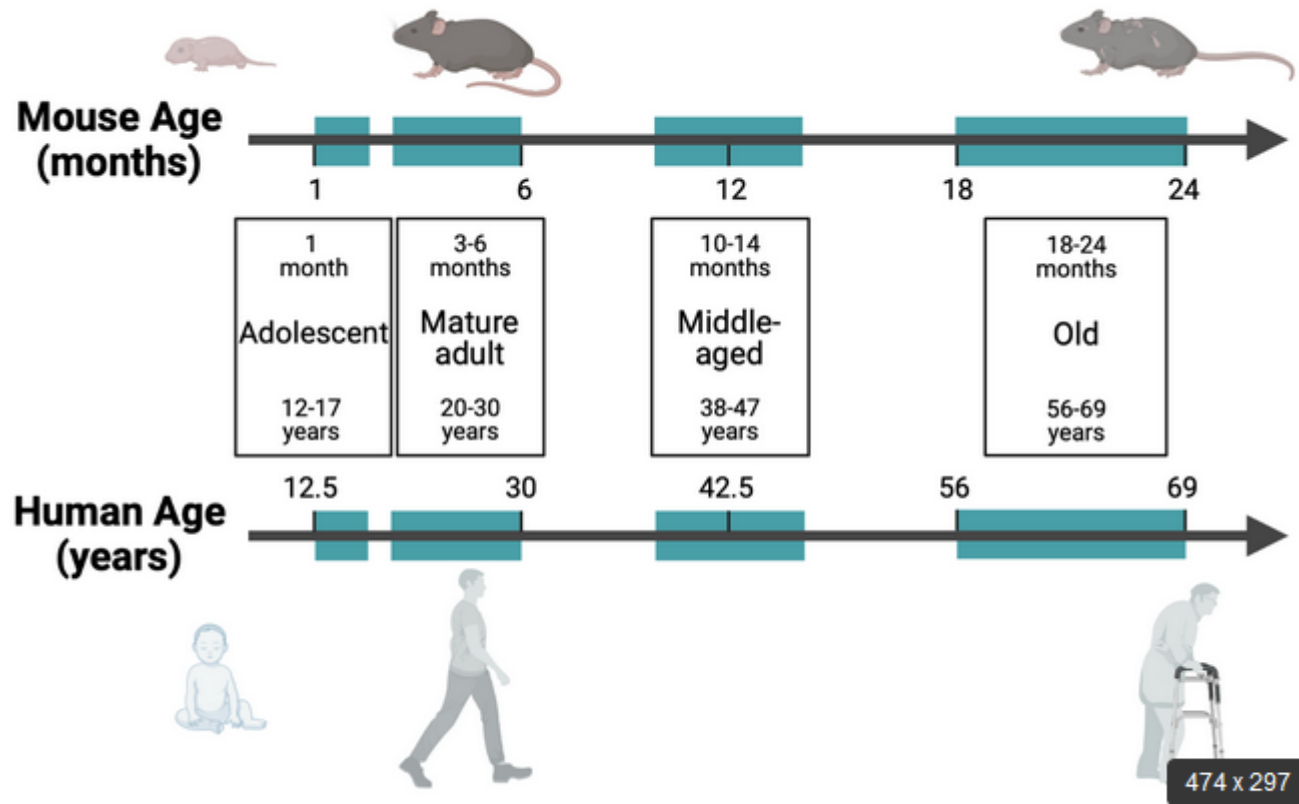 Mouse Age
(months)
1
6
12
18
24
1
month
Adolescent
12-17
years
3-6
months
Mature
adult
20-30
years
10-14
months
Middle-
aged
38-47
years
18-24
months
Old
56-69
years
Human Age
(years)
12.5
30
42.5
56
69
474 x 297